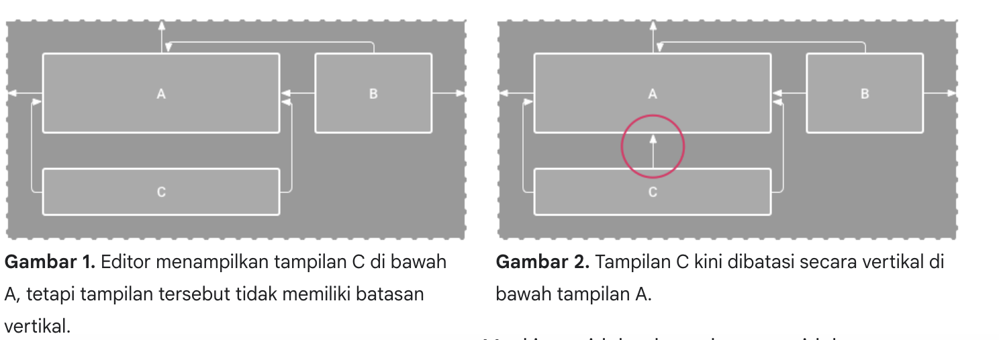 A
B
C
A
B
C
Gambar 1. Editor menampilkan tampilan C di bawah
A, tetapi tampilan tersebut tidak memiliki batasan
vertikal.
Gambar 2. Tampilan C kini dibatasi secara vertikal di
bawah tampilan A.